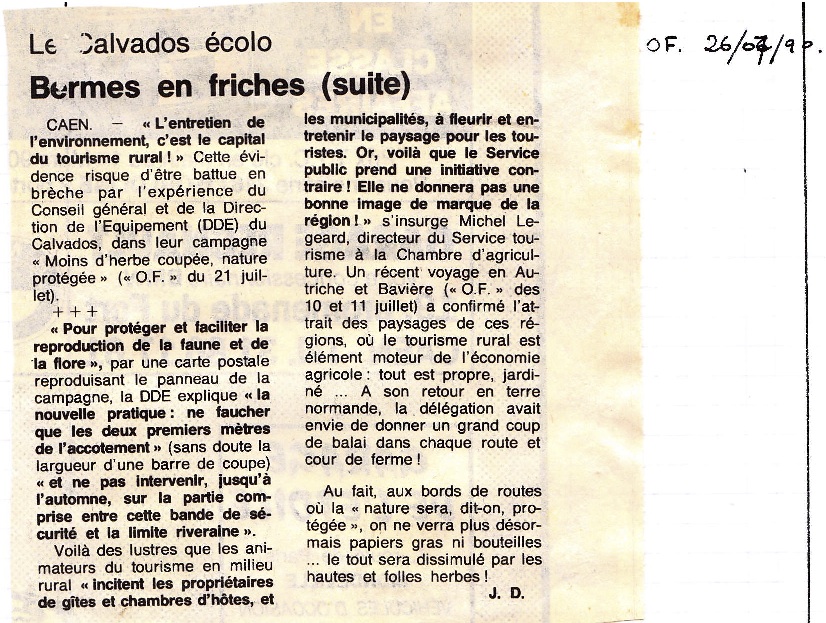 Le Calvados écolo
Bermes en friches (suite)
OF. 26/07/90.
CAEN. — « L'entretien de
l'environnement, c'est le capital
du tourisme rural ! » Cette évi-
dence risque d'être battue en
brèche par l'expérience du
Conseil général et de la Direc-
tion de l'Equipement (DDE) du
Calvados, dans leur campagne
« Moins d'herbe coupée, nature
protégée » (« O.F. » du 21 juil-
let).
+ + +
« Pour protéger et faciliter la
reproduction de la faune et de
la flore », par une carte postale
reproduisant le panneau de la
campagne, la DDE explique « la
nouvelle pratique : ne faucher
que les deux premiers mètres
de l'accotement » (sans doute la
largueur d'une barre de coupe)
« et ne pas intervenir, jusqu'à
l'automne, sur la partie com-
prise entre cette bande de sé-
curité et la limite riveraine ».
Voilà des lustres que les ani-
mateurs du tourisme en milieu
rural « incitent les propriétaires
de gîtes et chambres d'hôtes, et
les municipalités, à fleurir et en-
tretenir le paysage pour les tou-
ristes. Or, voilà que le Service
public prend une initiative con-
traire ! Elle ne donnera pas une
bonne image de marque de la
région ! » s'insurge Michel Le-
geard, directeur du Service tou-
risme à la Chambre d'agricul-
ture. Un récent voyage en Au-
triche et Bavière (« O.F. » des
10 et 11 juillet) a confirmé l'at-
trait des paysages de ces ré-
gions, où le tourisme rural est
élément moteur de l'économie
agricole : tout est propre, jardi-
né ... A son retour en terre
normande, la délégation avait
envie de donner un grand coup
de balai dans chaque route et
cour de ferme !
Au fait, aux bords de routes
où la « nature sera, dit-on, pro-
tégée », on ne verra plus désor-
mais papiers gras ni bouteilles
... le tout sera dissimulé par les
hautes et folles herbes !
J. D.